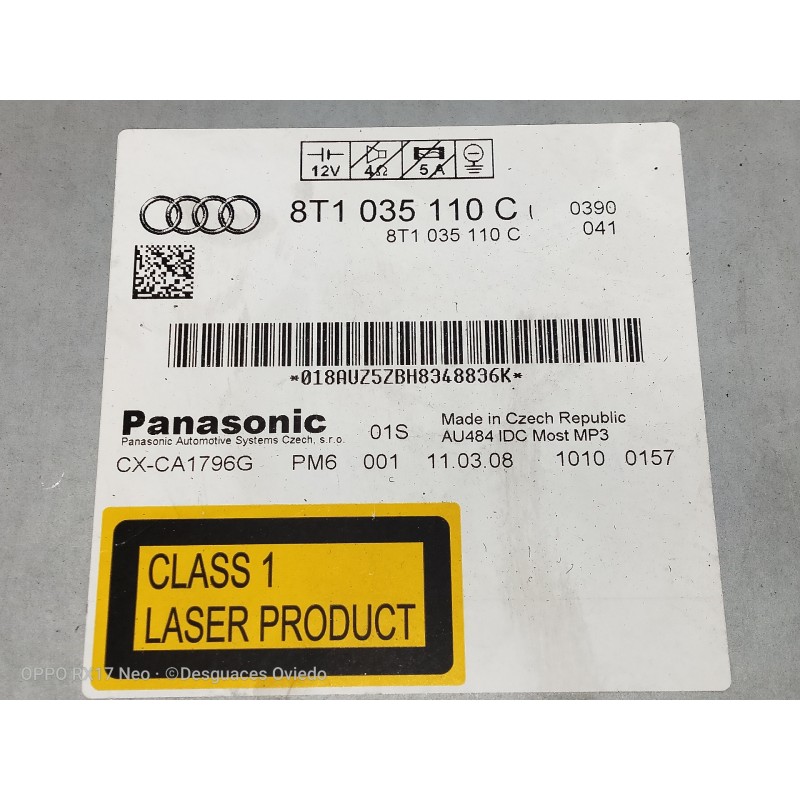 12V 4Ω 5A
8T1 035 110 C 0390
8T1 035 110 C 041
*018AUZ5ZBH8348836K*
Panasonic 01S Made in Czech Republic
Panasonic Automotive Systems Czech, s.r.o. AU484 IDC Most MP3
CX-CA1796G PM6 001 11.03.08 1010 0157
CLASS 1
LASER PRODUCT
OPPO RX17 Neo · ©Desguaces Oviedo